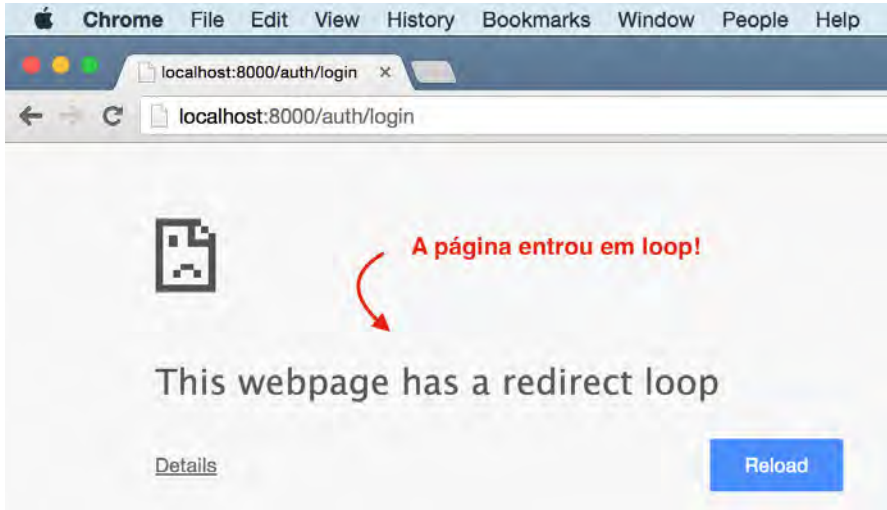 Chrome File Edit View History Bookmarks Window People Help
localhost:8000/auth/login ×
localhost:8000/auth/login
A página entrou em loop!
This webpage has a redirect loop
Details Reload